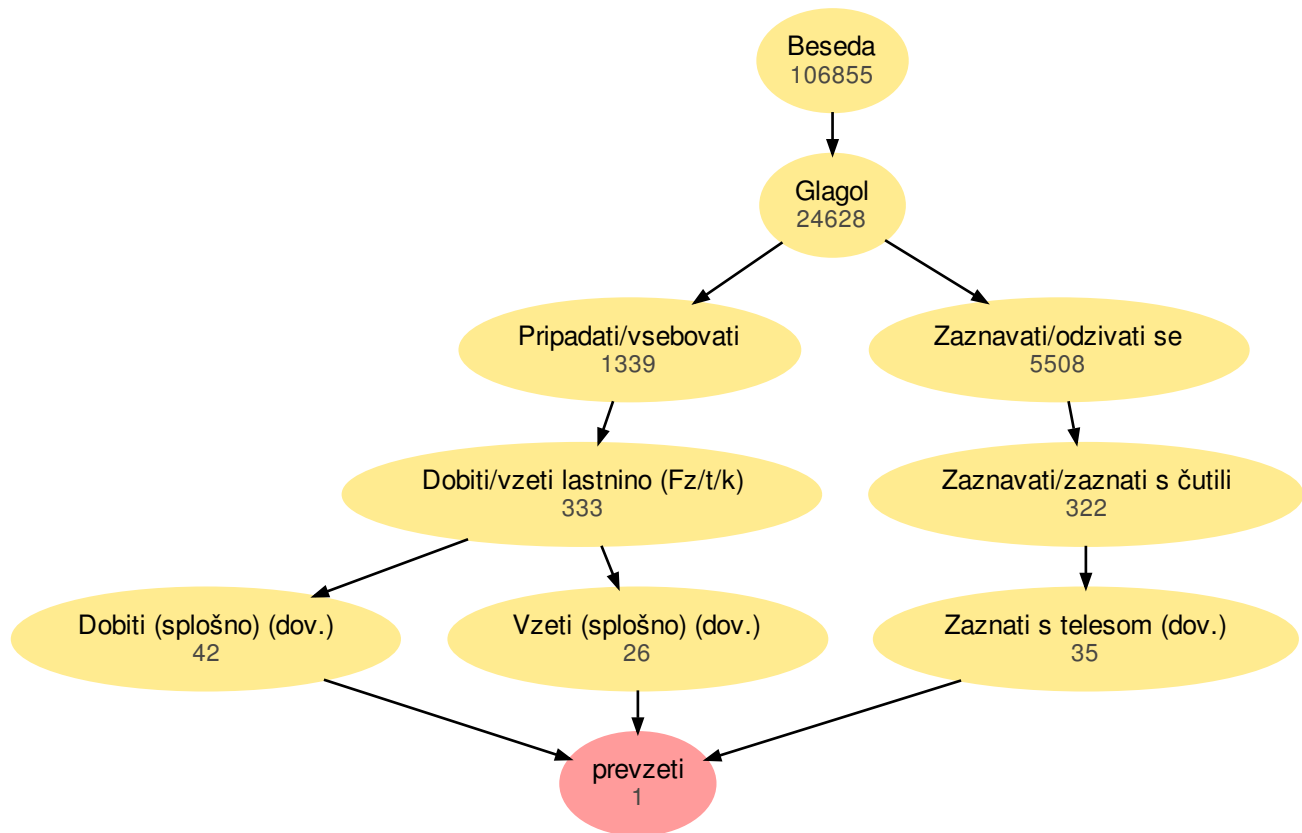 Beseda
106855
Glagol
24628
Pripadati/vsebovati
1339
Zaznavati/odzivati se
5508
Dobiti/vzeti lastnino (Fz/t/k)
333
Zaznavati/zaznati s čutili
322
Dobiti (splošno) (dov.)
42
Vzeti (splošno) (dov.)
26
Zaznati s telesom (dov.)
35
prevzeti
1